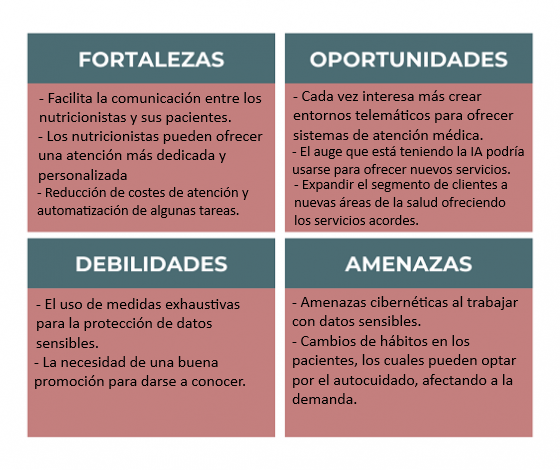 FORTALEZAS
- Facilita la comunicación entre los
nutricionistas y sus pacientes.
- Los nutricionistas pueden ofrecer
una atención más dedicada y
personalizada
- Reducción de costes de atención y
automatización de algunas tareas.
OPORTUNIDADES
- Cada vez interesa más crear
entornos telemáticos para ofrecer
sistemas de atención médica.
- El auge que está teniendo la IA podría
usarse para ofrecer nuevos servicios.
- Expandir el segmento de clientes a
nuevas áreas de la salud ofreciendo
los servicios acordes.
DEBILIDADES
- El uso de medidas exhaustivas
para la protección de datos
sensibles.
- La necesidad de una buena
promoción para darse a conocer.
AMENAZAS
- Amenazas cibernéticas al trabajar
con datos sensibles.
- Cambios de hábitos en los
pacientes, los cuales pueden optar
por el autocuidado, afectando a la
demanda.